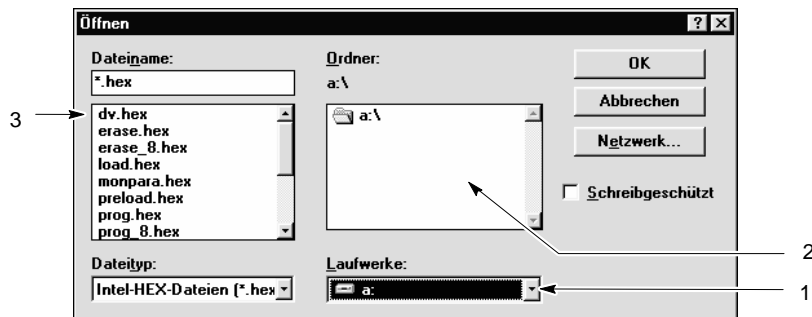 Öffnen
Dateiname:
*.hex
dv.hex
erase.hex
erase_8.hex
load.hex
monpara.hex
preload.hex
prog.hex
prog_8.hex
Dateityp:
Intel-HEX-Dateien (*.hex
Ordner:
a:\
a:\
Laufwerke:
a:
OK
Abbrechen
Netzwerk...
Schreibgeschützt
3
2
1